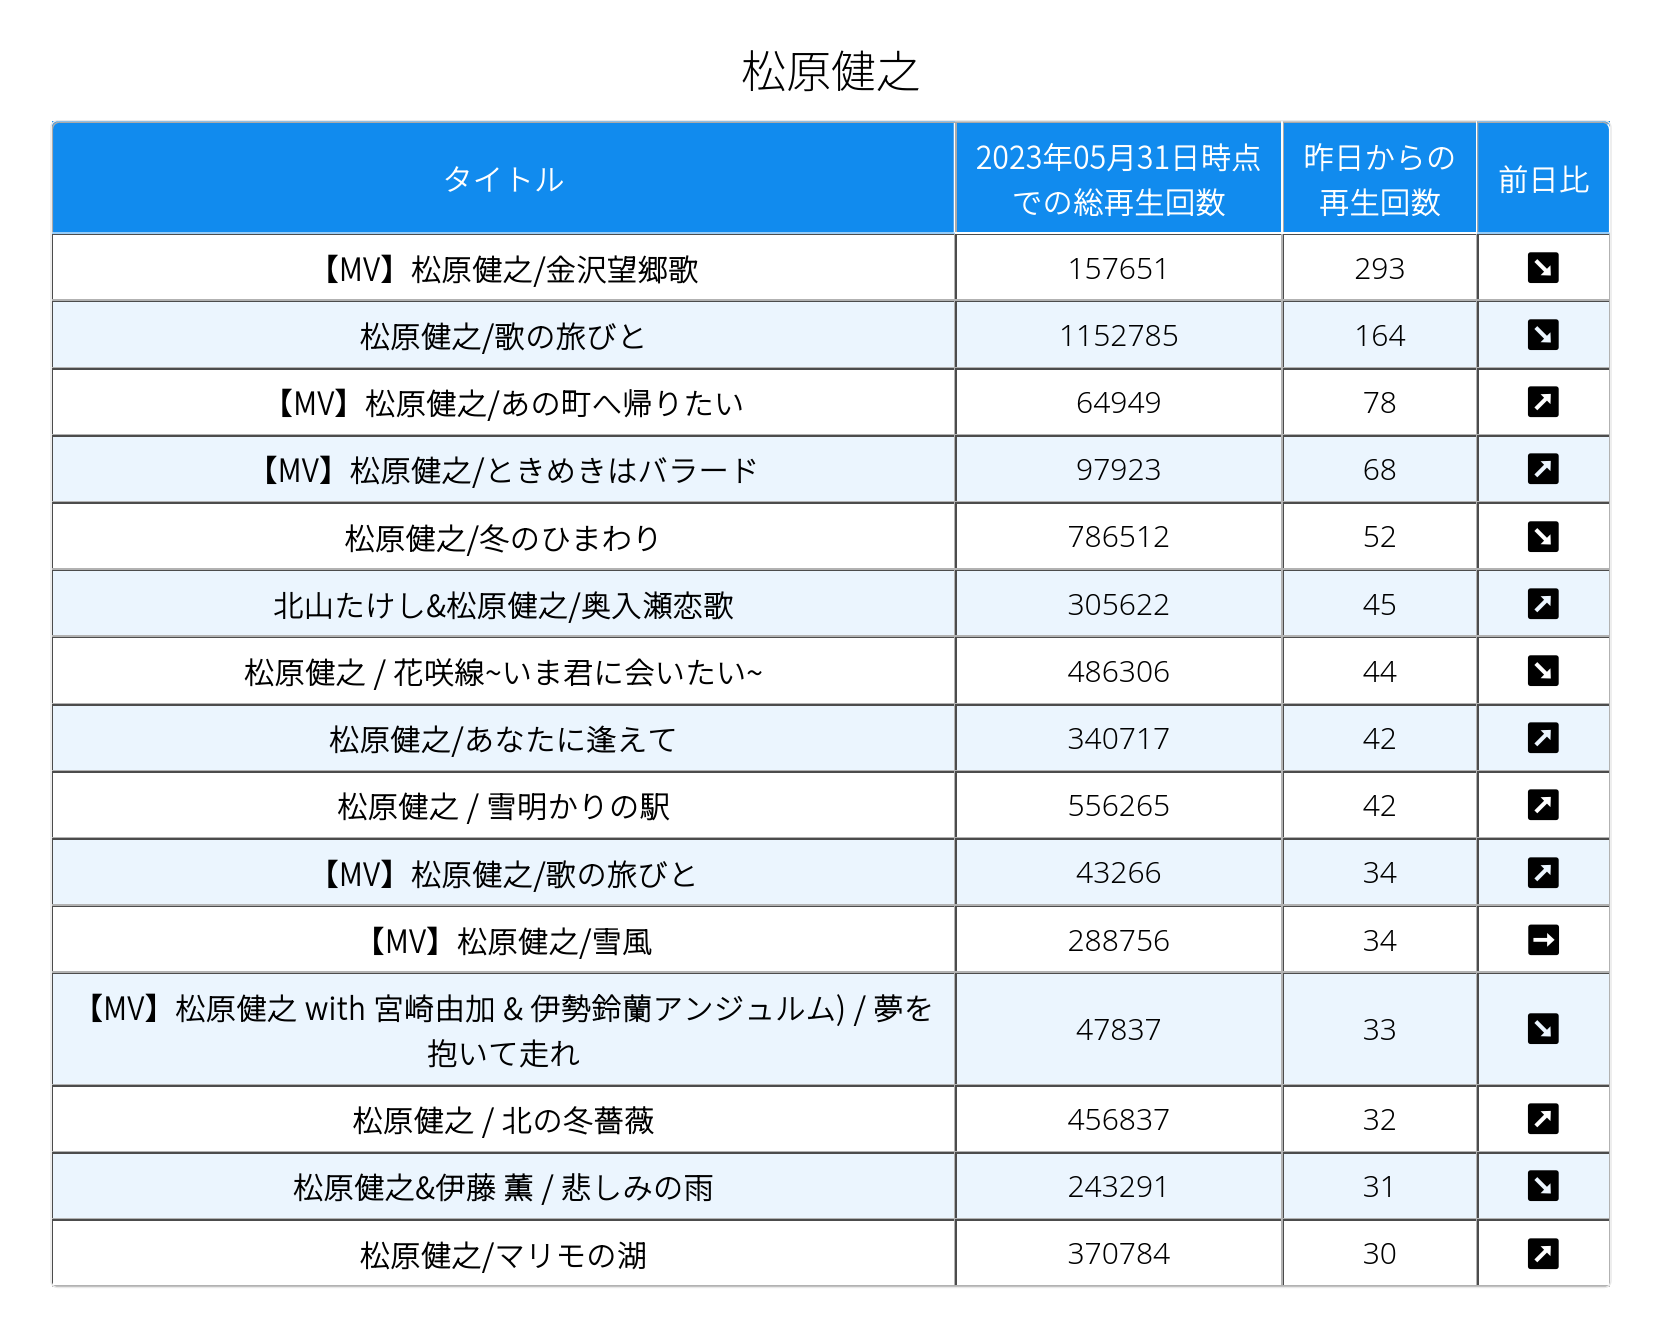 松原健之
タイトル 2023年05月31日時点 での総再生回数 昨日からの 再生回数 前日比
【MV】松原健之/金沢望郷歌 157651 293 ↘
松原健之/歌の旅びと 1152785 164 ↘
【MV】松原健之/あの町へ帰りたい 64949 78 ↗
【MV】松原健之/ときめきはバラード 97923 68 ↗
松原健之/冬のひまわり 786512 52 ↘
北山たけし&松原健之/奥入瀬恋歌 305622 45 ↗
松原健之 / 花咲線~いま君に会いたい~ 486306 44 ↘
松原健之/あなたに逢えて 340717 42 ↗
松原健之 / 雪明かりの駅 556265 42 ↗
【MV】松原健之/歌の旅びと 43266 34 ↗
【MV】松原健之/雪風 288756 34 →
【MV】松原健之 with 宮崎由加 & 伊勢鈴蘭アンジュルム) / 夢を
抱いて走れ 47837 33 ↘
松原健之 / 北の冬薔薇 456837 32 ↗
松原健之&伊藤 薫 / 悲しみの雨 243291 31 ↘
松原健之/マリモの湖 370784 30 ↗